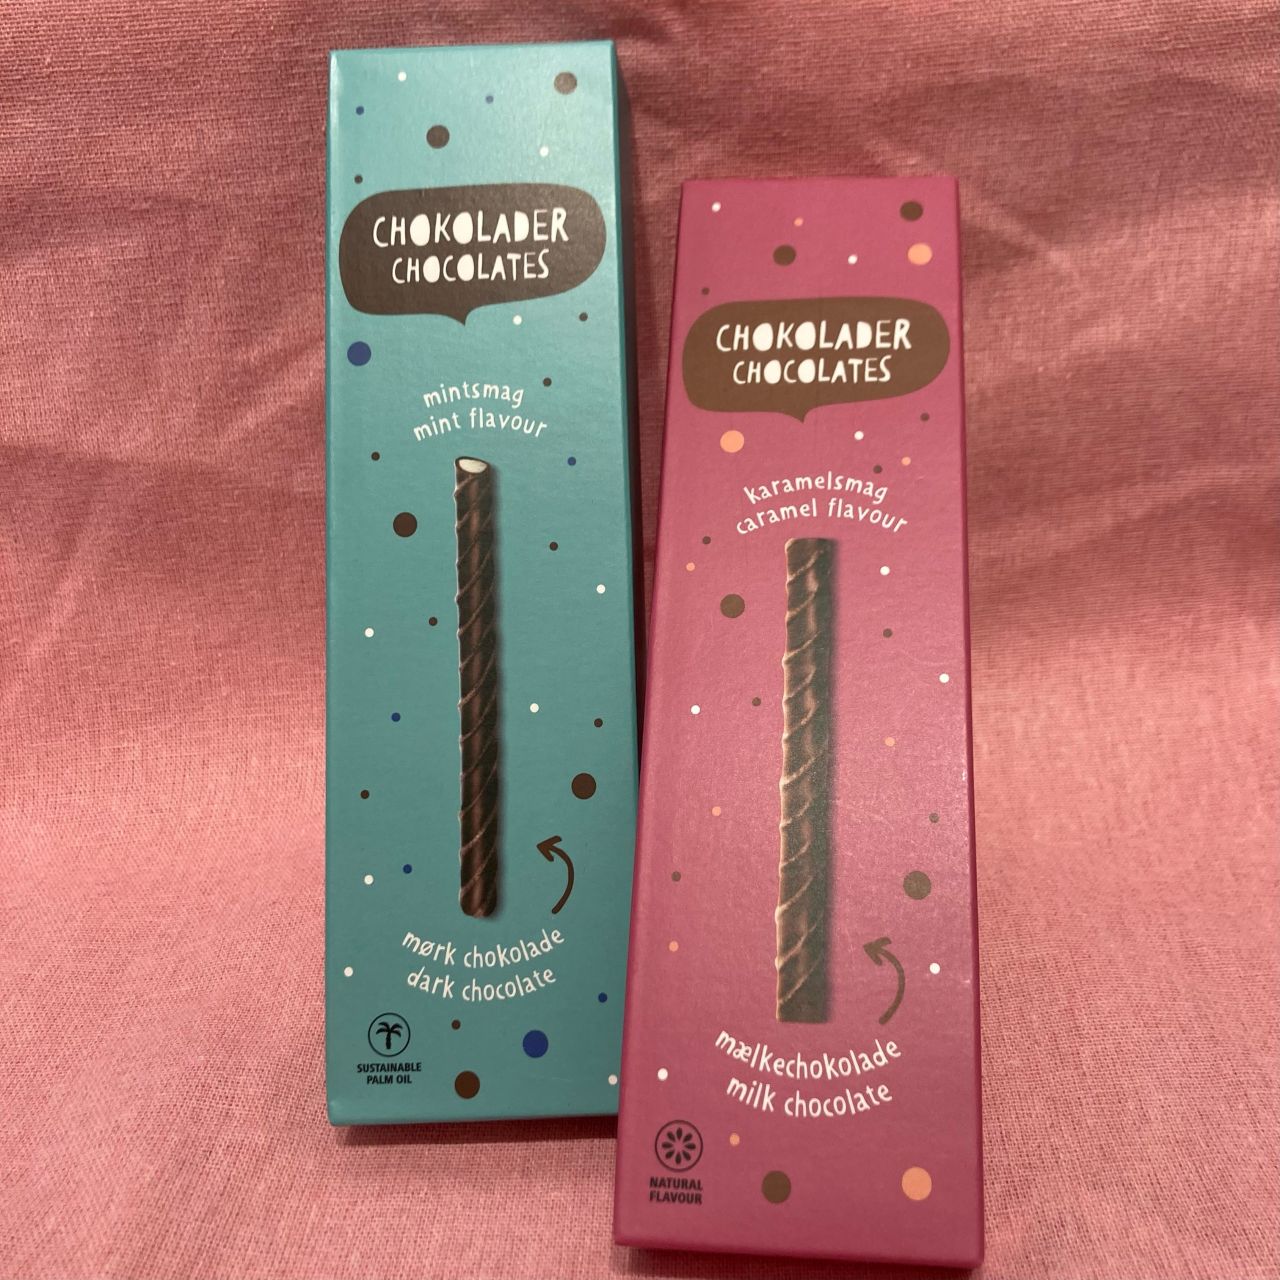 CHOKOLADER
CHOCOLATES
mintsmag
mint flavour
mørk chokolade
dark chocolate
SUSTAINABLE
PALM OIL
CHOKOLADER
CHOCOLATES
karamelsmag
caramel flavour
mælkechokolade
milk chocolate
NATURAL
FLAVOUR